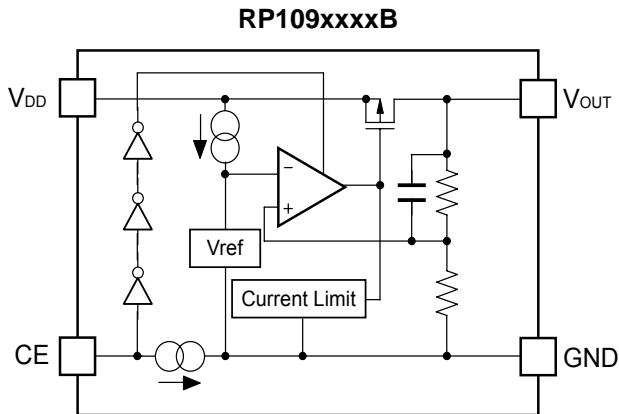 RP109xxxxB
VDD
VOUT
−
+
Vref
Current Limit
CE
GND